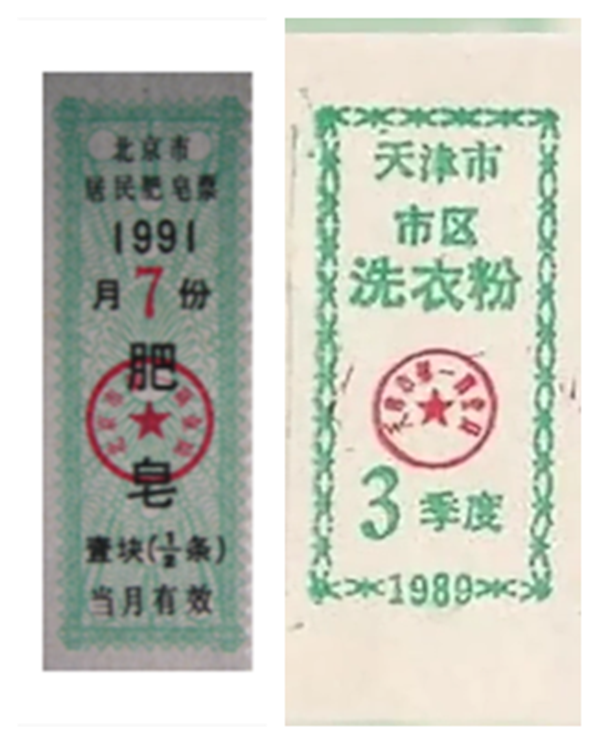 北京市
居民肥皂票
1991
月7份
肥
皂
壹块(1/2条)
当月有效
天津市
市区
洗衣粉
3季度
1989